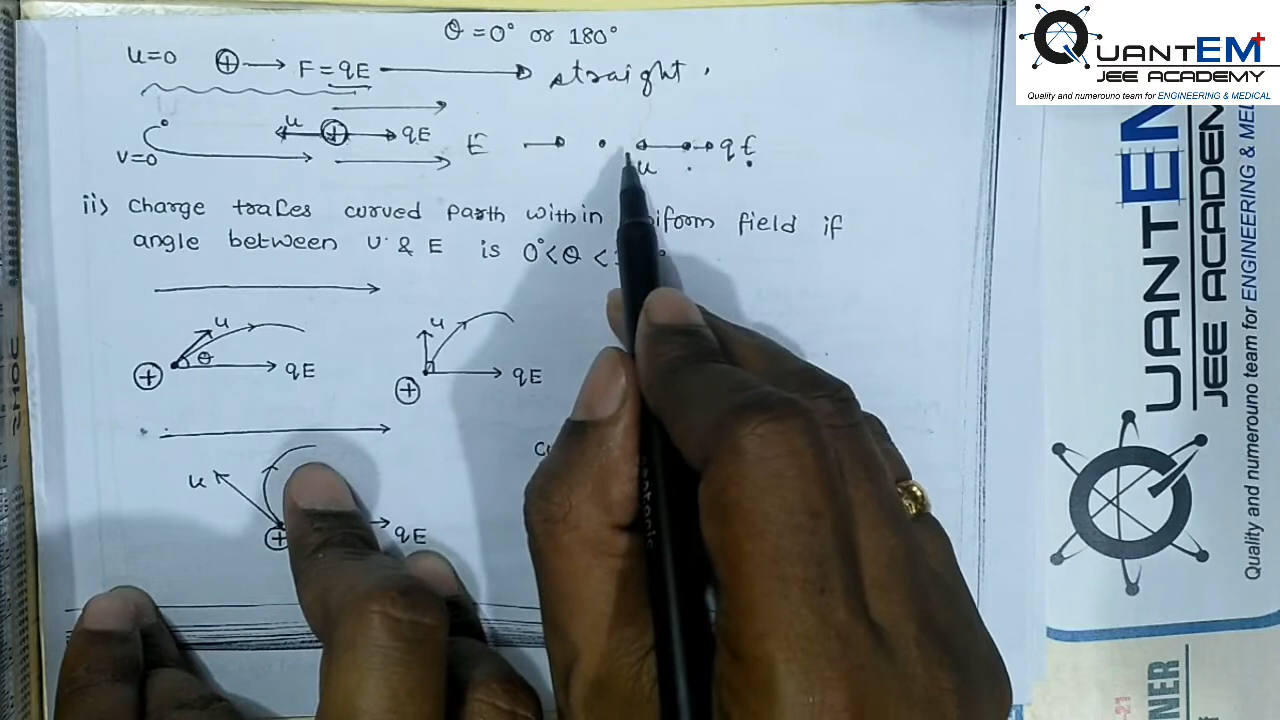 θ = 0° or 180°
u=0 ⊕ → F = qE → straight,
u ⊕ qE E u qE
v=0
ii) Charge traces curved parth within uniform field if
angle between U & E is 0° < θ <
u θ qE
⊕
u qE
⊕
u
⊕ qE
QUANTEM+
JEE ACADEMY
Quality and numerouno team for ENGINEERING & MEDICAL
QUANTEM
JEE ACADEMY
Quality and numerouno team for ENGINEERING & MED